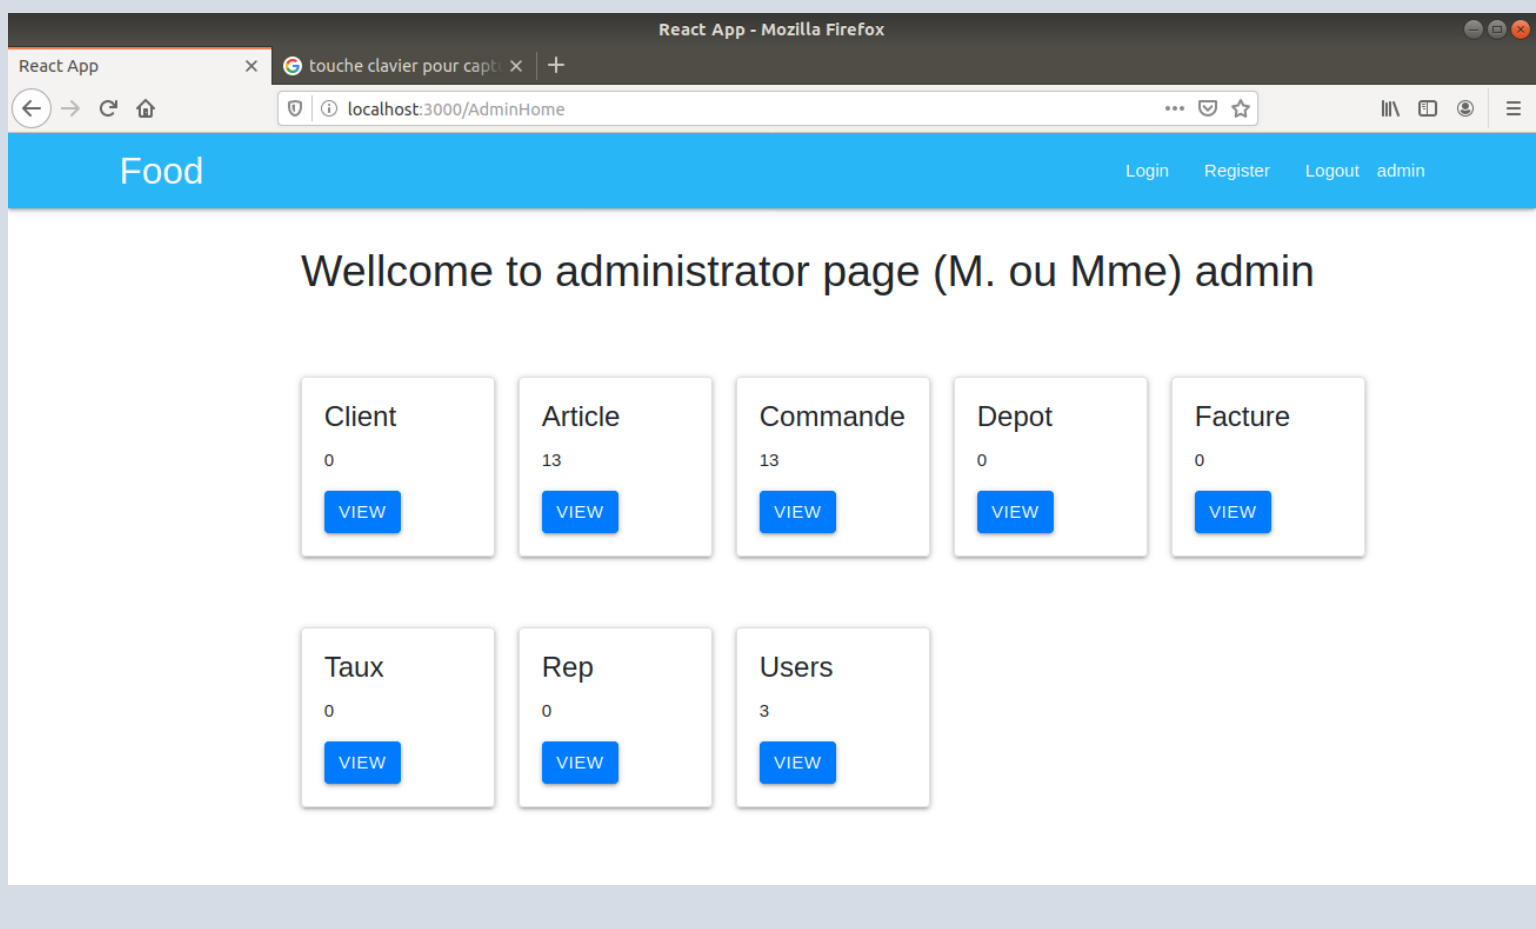 React App - Mozilla Firefox
React App
touche clavier pour capt
localhost:3000/AdminHome
Food
Login Register Logout admin
Wellcome to administrator page (M. ou Mme) admin
Client Article Commande Depot Facture
0 13 13 0 0
VIEW VIEW VIEW VIEW VIEW
Taux Rep Users
0 0 3
VIEW VIEW VIEW